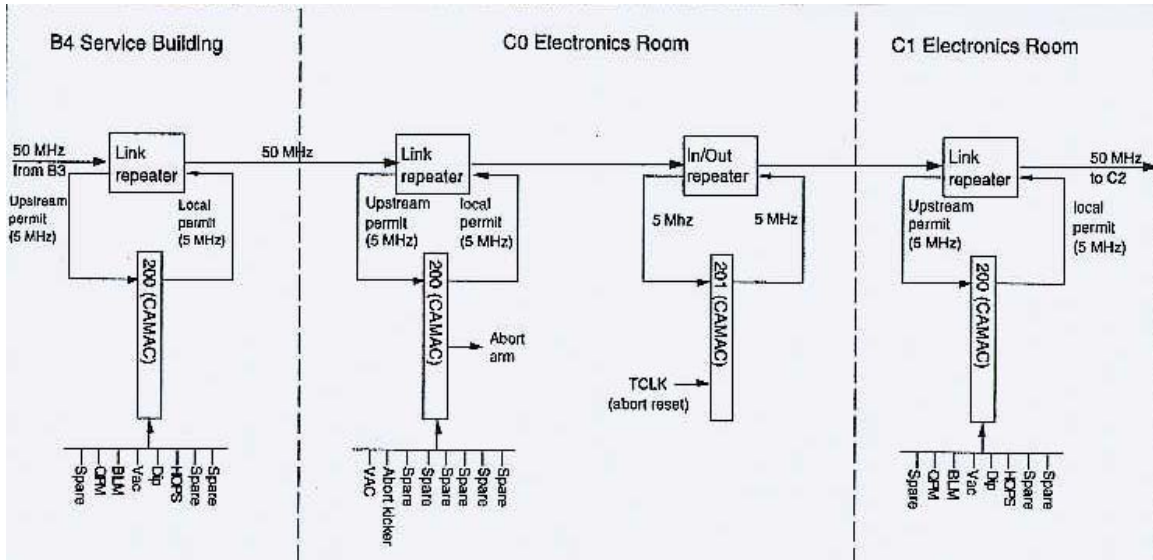 B4 Service Building
C0 Electronics Room
C1 Electronics Room
50 MHz
from B3
Link
repeater
50 MHz
Link
repeater
In/Out
repeater
Link
repeater
50 MHz
to C2
Upstream
permit
(5 MHz)
Local
permit
(5 MHz)
Upstream
permit
(5 MHz)
local
permit
(5 MHz)
5 Mhz
5 MHz
Upstream
permit
(5 MHz)
local
permit
(5 MHz)
200 (CAMAC)
200 (CAMAC)
201 (CAMAC)
200 (CAMAC)
Abort
arm
TCLK
(abort reset)
Spare
QPM
BLM
Vac
Dip
HOPS
Spare
Spare
VAC
Abort kicker
Spare
Spare
Spare
Spare
Spare
Spare
Spare
QPM
BLM
Vac
Dip
HOPS
Spare
Spare